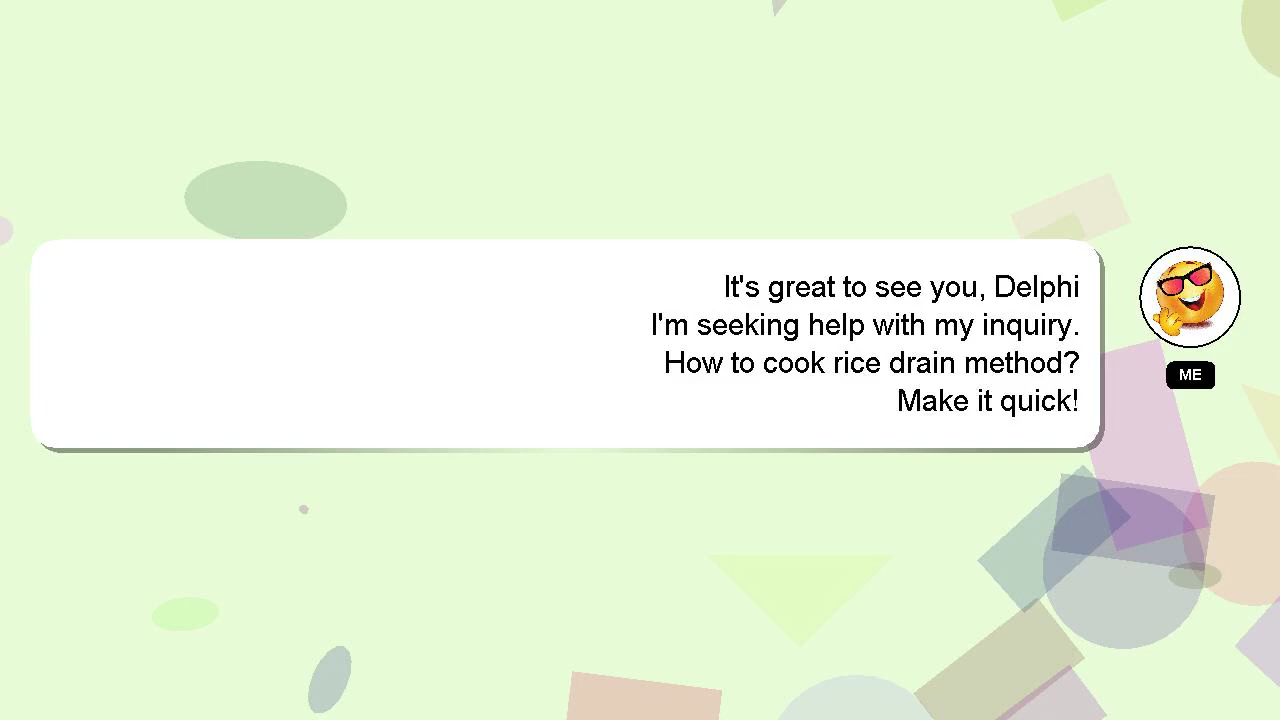 It's great to see you, Delphi
I'm seeking help with my inquiry.
How to cook rice drain method?
Make it quick!
ME